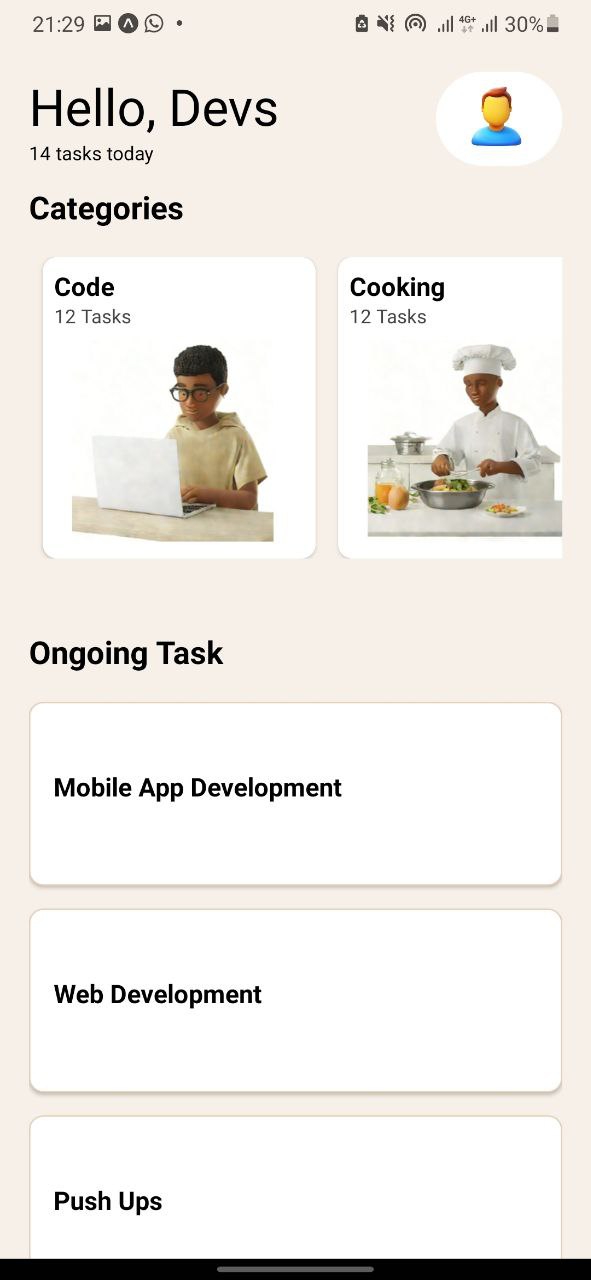 21:29
4G+
30%
Hello, Devs
14 tasks today
Categories
Code
12 Tasks
Cooking
12 Tasks
Ongoing Task
Mobile App Development
Web Development
Push Ups